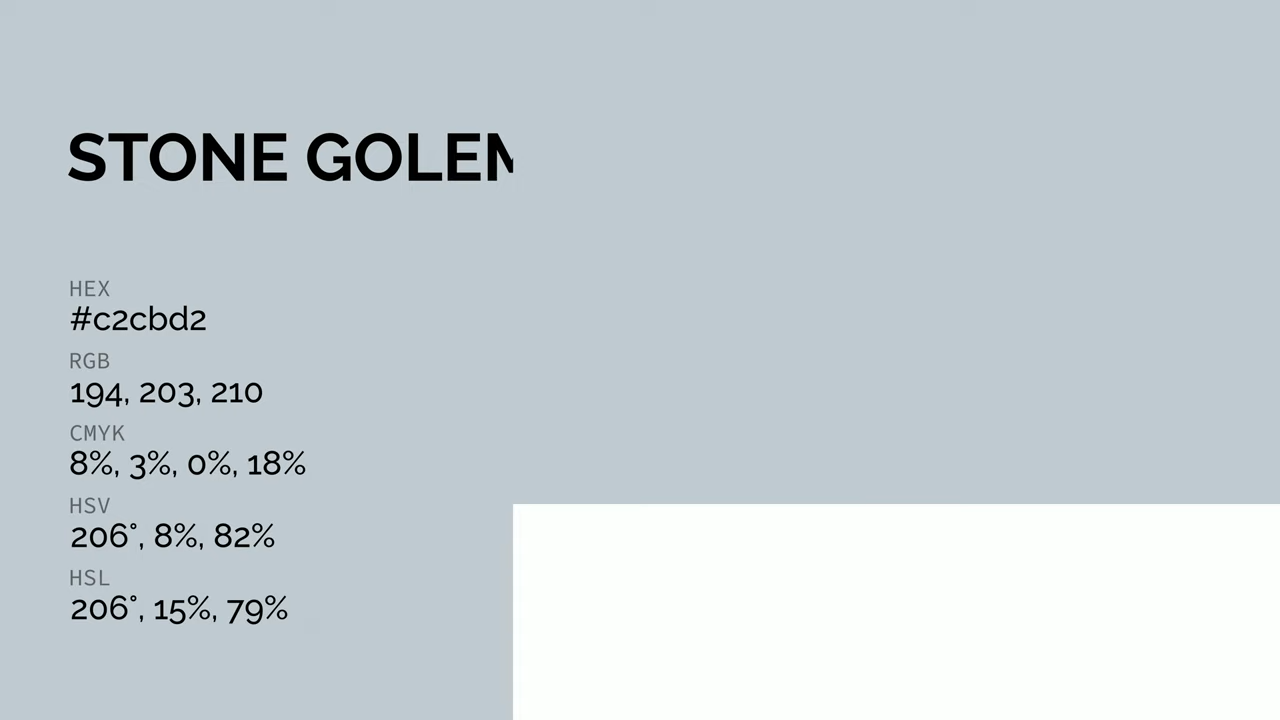 STONE GOLEM
HEX
#c2cbd2
RGB
194, 203, 210
CMYK
8%, 3%, 0%, 18%
HSV
206°, 8%, 82%
HSL
206°, 15%, 79%